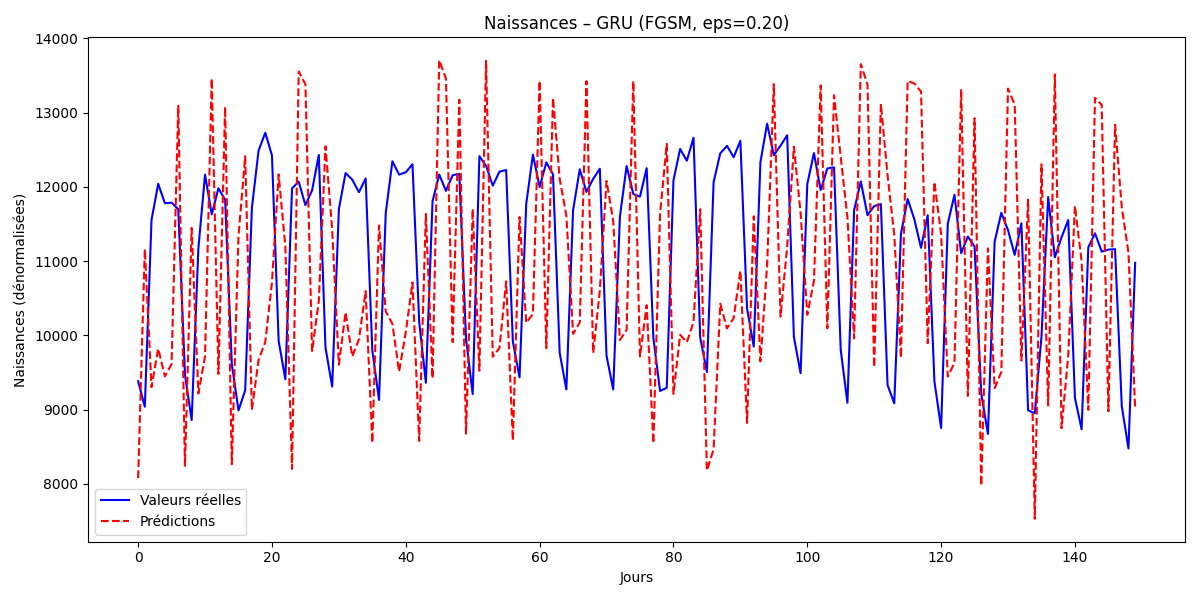 Naissances – GRU (FGSM, eps=0.20)
Naissances (dénormalisées)
14000
13000
12000
11000
10000
9000
8000
Valeurs réelles
Prédictions
0 20 40 60 80 100 120 140
Jours